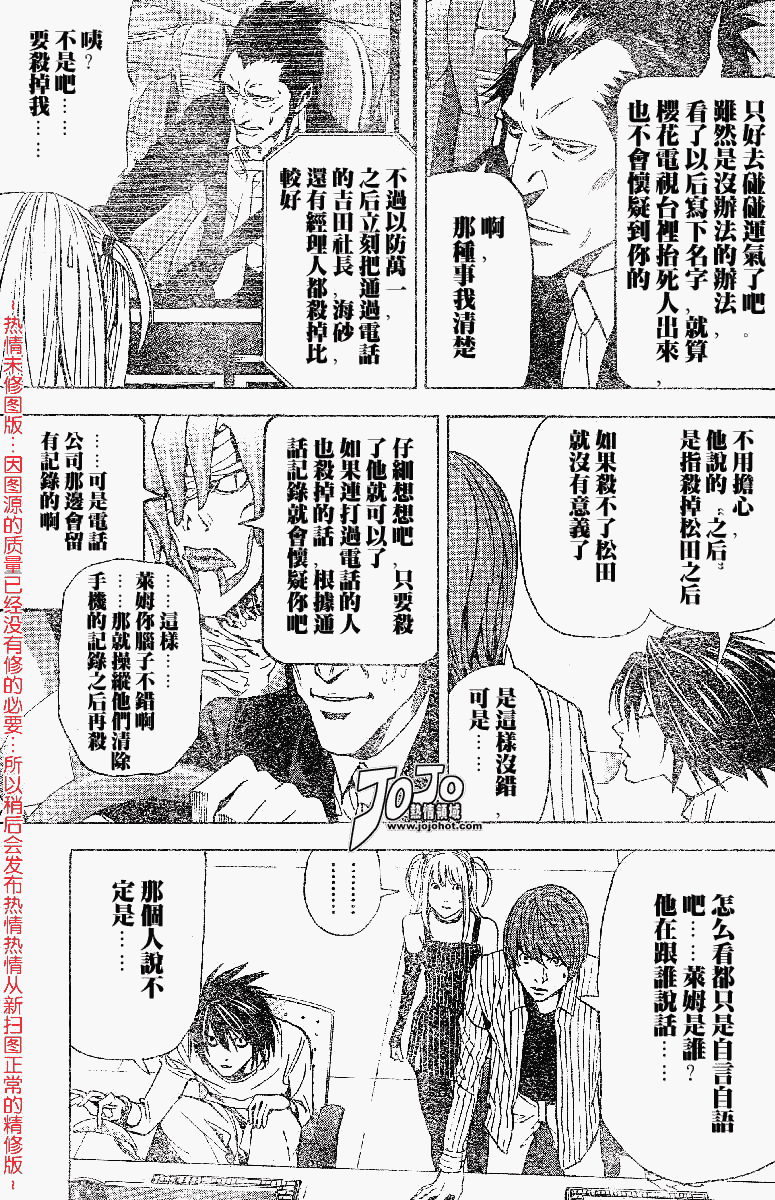 只好去碰碰運氣了吧。
雖然是沒辦法的辦法,
看了以后寫下名字,就算
櫻花電視台裡抬死人出來,
也不會懷疑到你的
啊,
那種事我清楚
不過以防萬一,
之后立刻把通過電話
的吉田社長,海砂,
還有經理人都殺掉比
較好
咦?
不是吧……
要殺掉我……
不用擔心,
他說的“之后”
是指殺掉松田之后
如果殺不了松田
就沒有意義了
是這樣沒錯,
可是……
仔細想想吧,只要殺
了他就可以了
如果連打過電話的人
也殺掉的話,根據通
話記錄就會懷疑你吧
……可是電話
公司那邊會留
有記錄的啊
……這樣……
萊姆你腦子不錯啊
……那就操縱他們清除
手機的記錄之后再殺
怎么看都只是自言自語
吧……萊姆是誰?
他在跟誰說話……
………
那個人說不
定是……
JOJO
熱情領域
www.jojohot.com
~热情未修图版…因图源的质量已经没有修的必要…所以稍后会发布热情热情从新扫图正常的精修版~